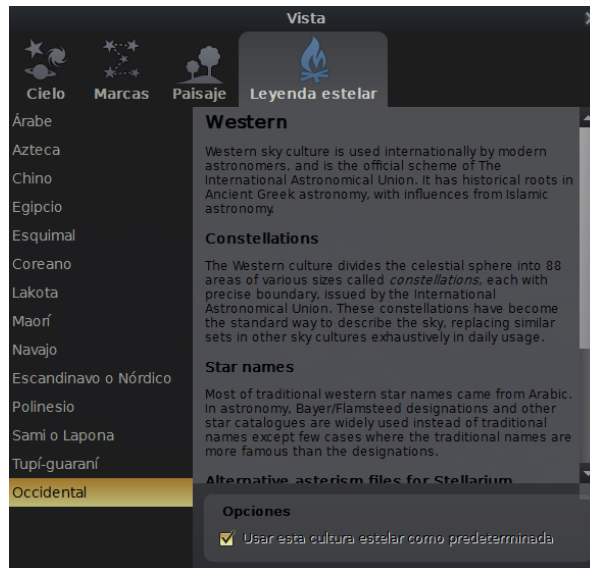 Vista
Cielo
Marcas
Paisaje
Leyenda estelar
Árabe
Azteca
Chino
Egipcio
Esquimal
Coreano
Lakota
Maorí
Navajo
Escandinavo o Nórdico
Polinesio
Sami o Lapona
Tupí-guaraní
Occidental
Western
Western sky culture is used internationally by modern
astronomers, and is the official scheme of The
International Astronomical Union. It has historical roots in
Ancient Greek astronomy, with influences from Islamic
astronomy.
Constellations
The Western culture divides the celestial sphere into 88
areas of various sizes called constellations, each with
precise boundary, issued by the International
Astronomical Union. These constellations have become
the standard way to describe the sky, replacing similar
sets in other sky cultures exhaustively in daily usage.
Star names
Most of traditional western star names came from Arabic.
In astronomy, Bayer/Flamsteed designations and other
star catalogues are widely used instead of traditional
names except few cases where the traditional names are
more famous than the designations.
Alternative asterism files for Stellarium
Opciones
Usar esta cultura estelar como predeterminada